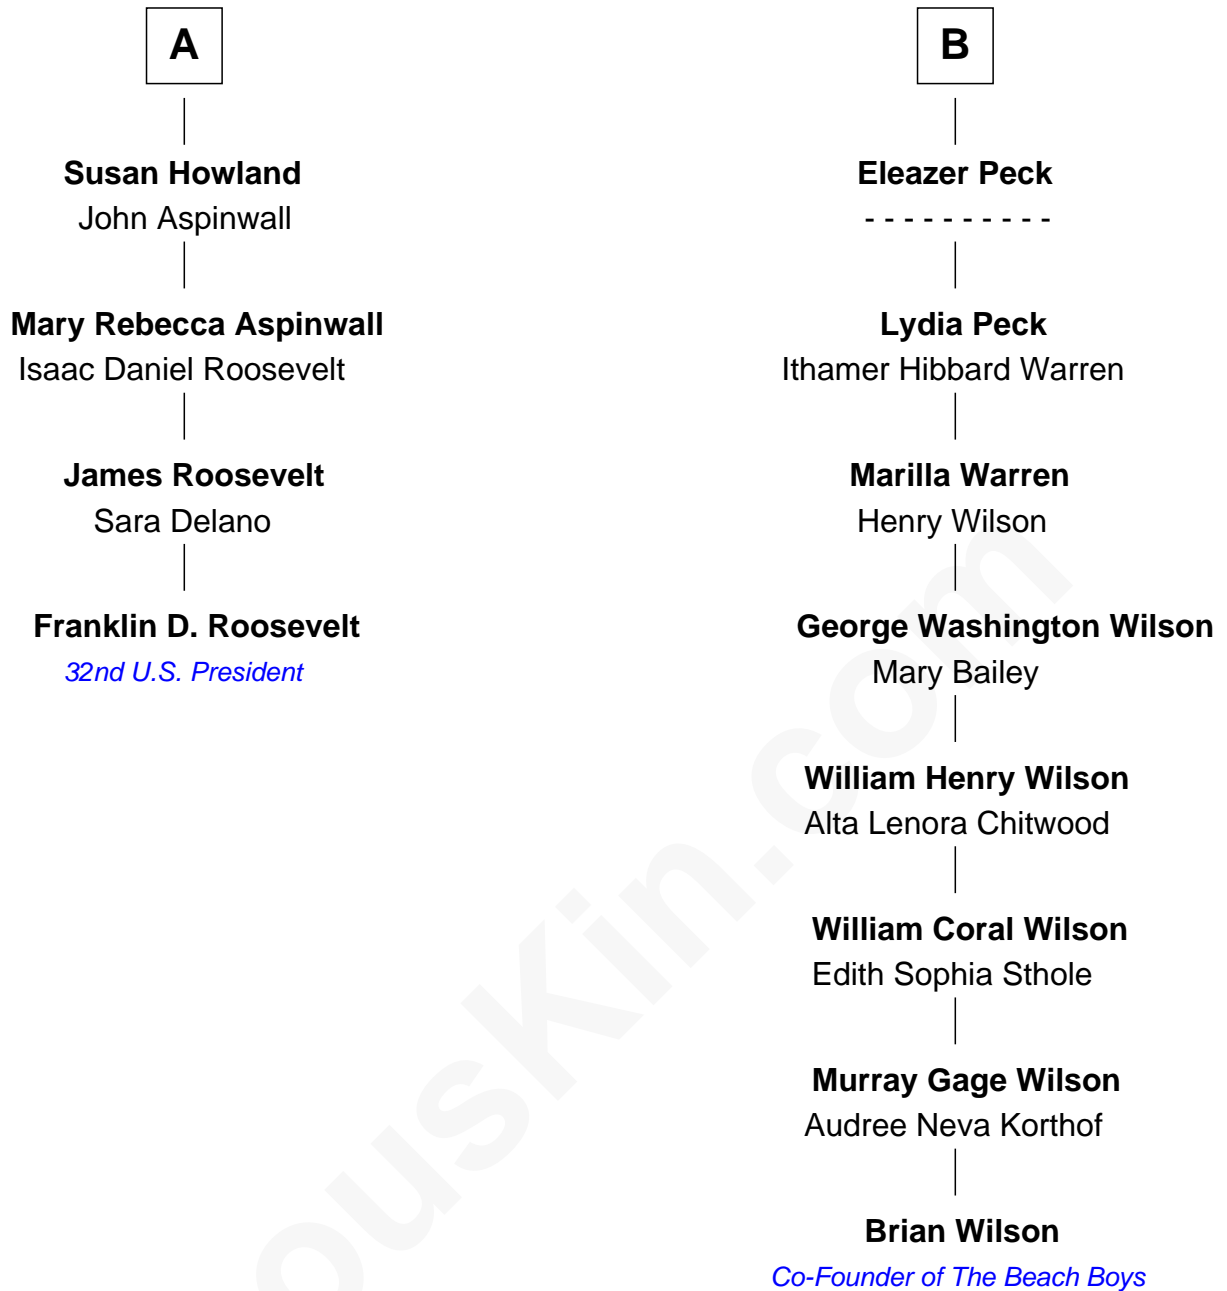 A
Susan Howland
John Aspinwall
Mary Rebecca Aspinwall
Isaac Daniel Roosevelt
James Roosevelt
Sara Delano
Franklin D. Roosevelt
32nd U.S. President
B
Eleazer Peck
- - - - - - - - - -
Lydia Peck
Ithamer Hibbard Warren
Marilla Warren
Henry Wilson
George Washington Wilson
Mary Bailey
William Henry Wilson
Alta Lenora Chitwood
William Coral Wilson
Edith Sophia Sthole
Murray Gage Wilson
Audree Neva Korthof
Brian Wilson
Co-Founder of The Beach Boys
ousKin.com